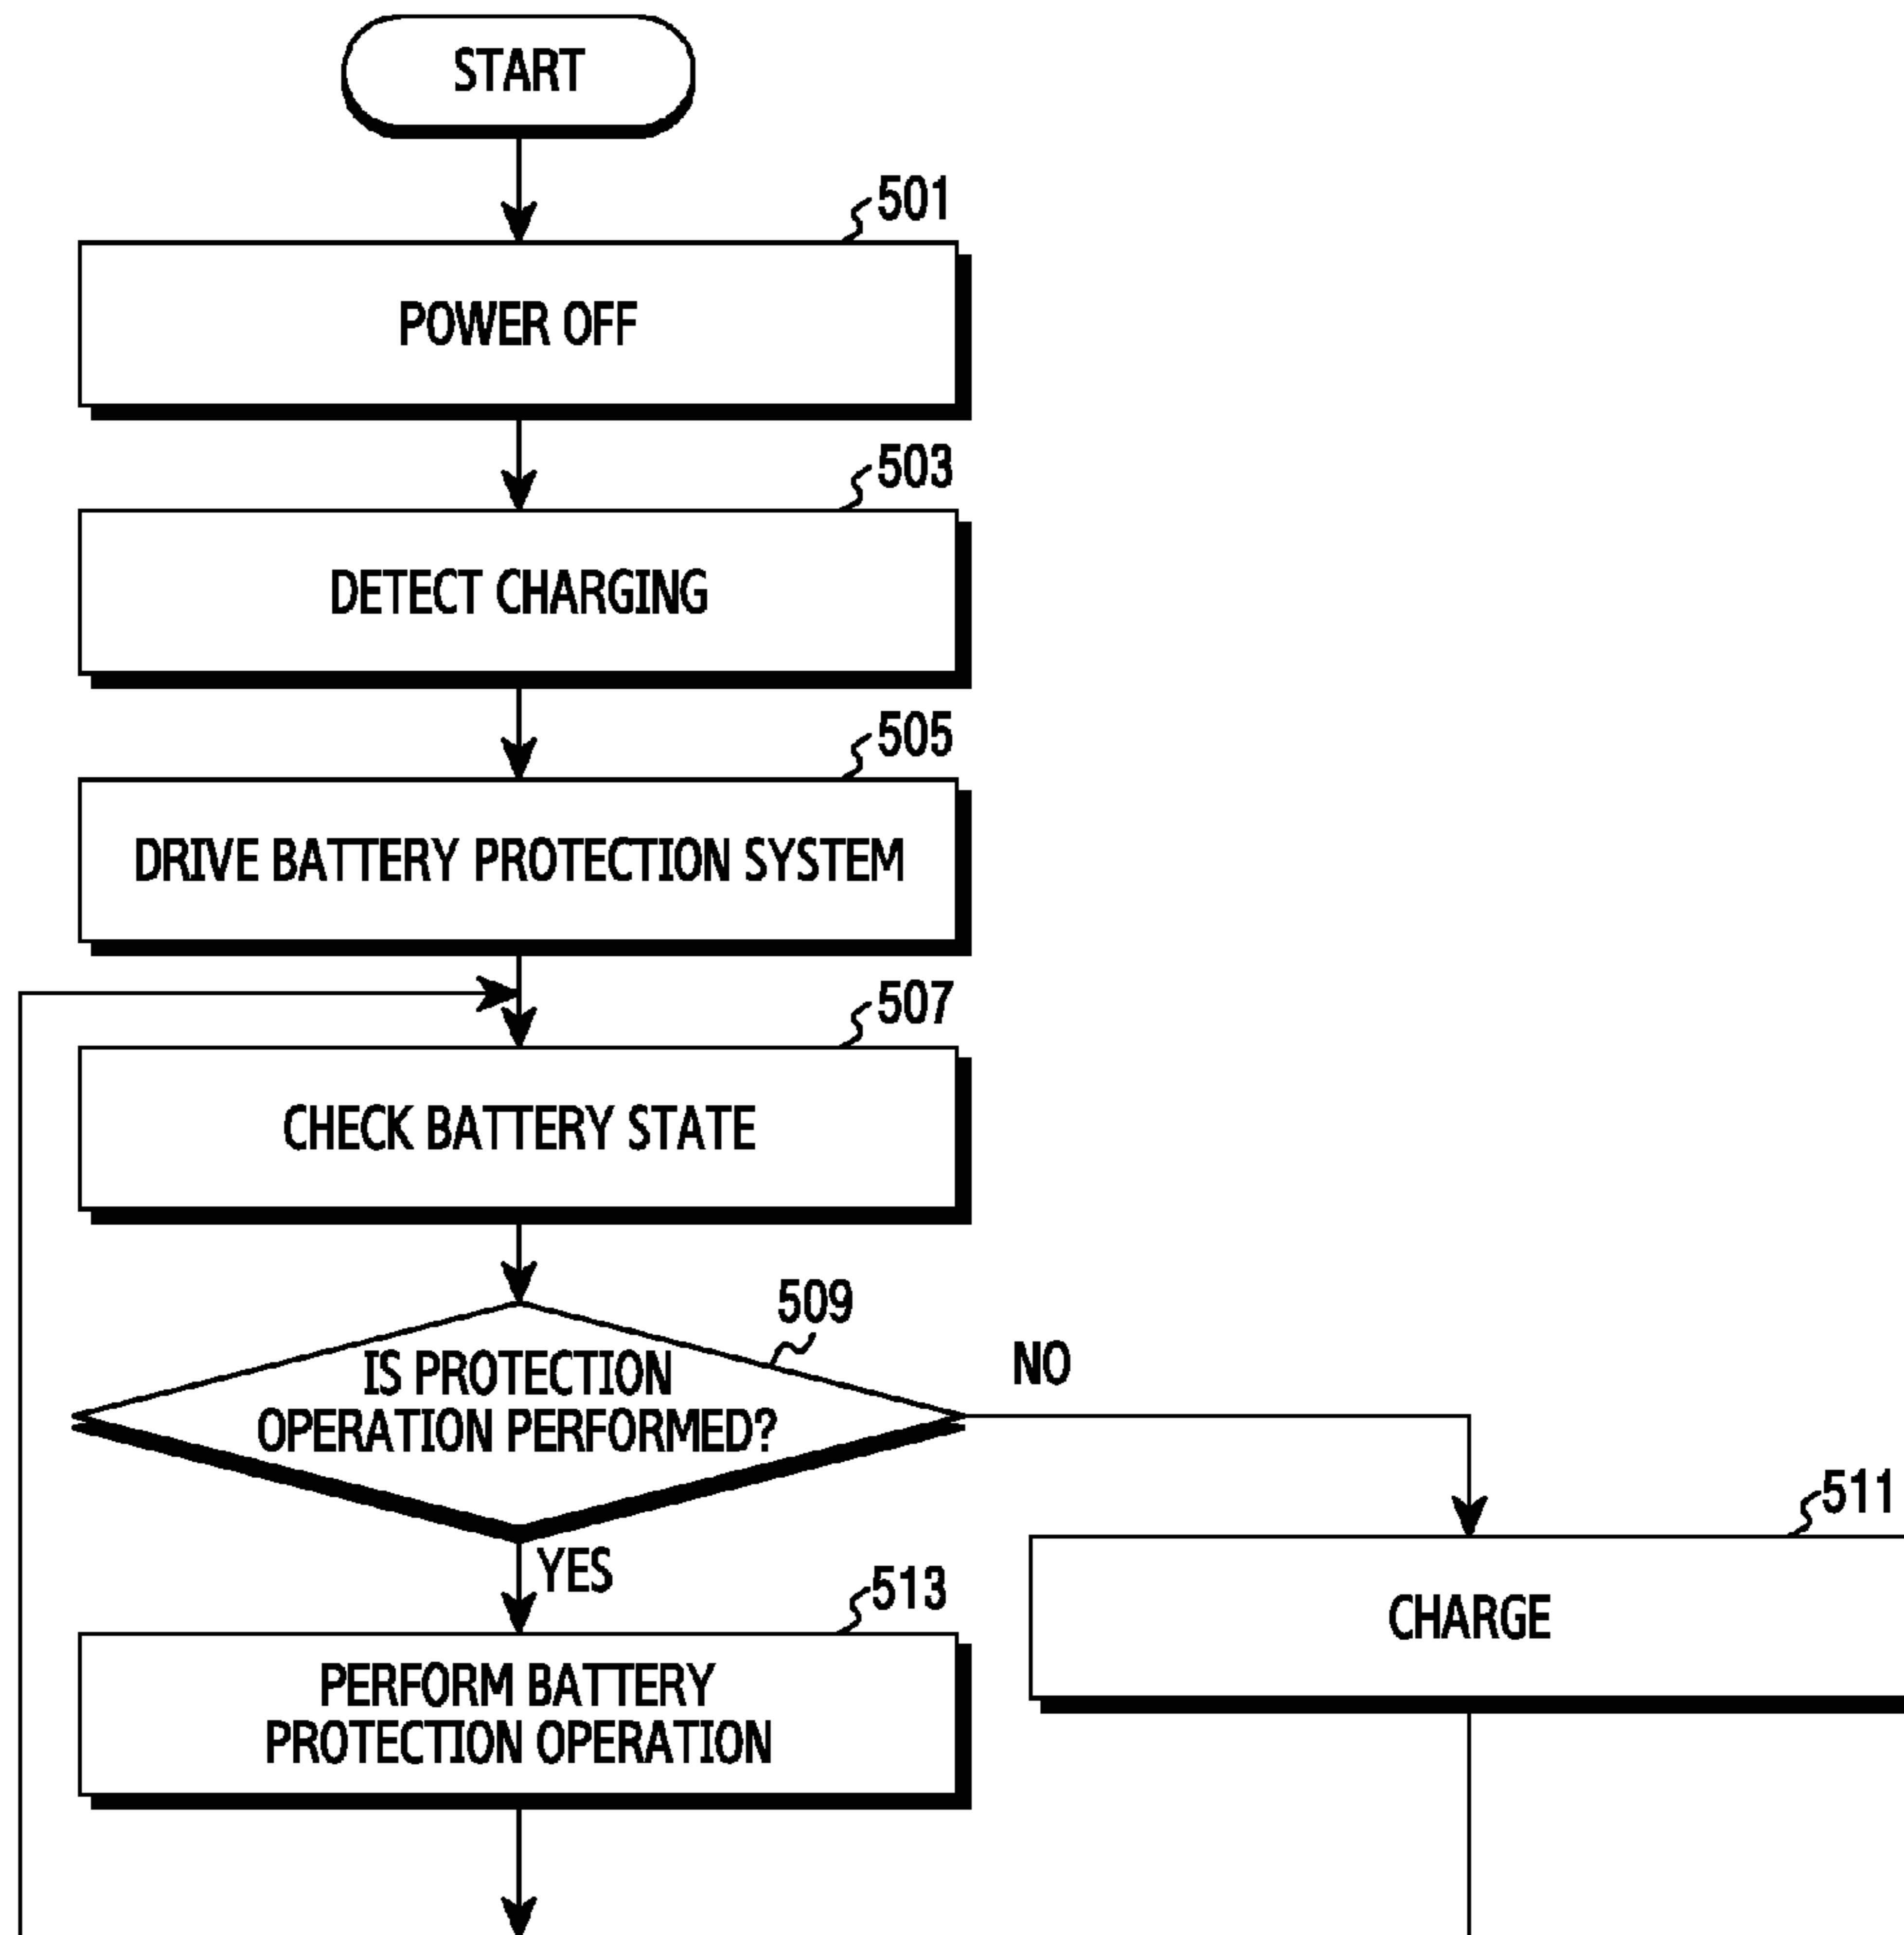 START
501
POWER OFF
503
DETECT CHARGING
505
DRIVE BATTERY PROTECTION SYSTEM
507
CHECK BATTERY STATE
509
IS PROTECTION
OPERATION PERFORMED?
NO
511
CHARGE
YES
513
PERFORM BATTERY
PROTECTION OPERATION